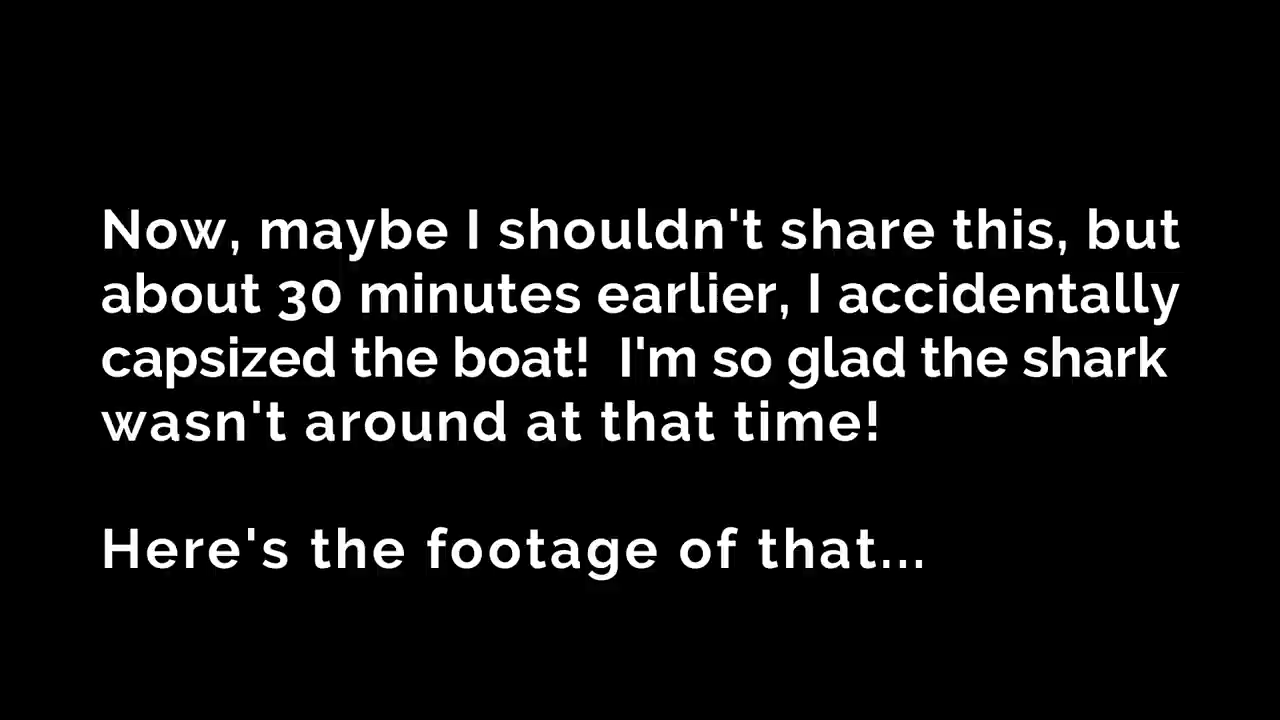 Now, maybe I shouldn't share this, but
about 30 minutes earlier, I accidentally
capsized the boat!  I'm so glad the shark
wasn't around at that time!
Here's the footage of that...